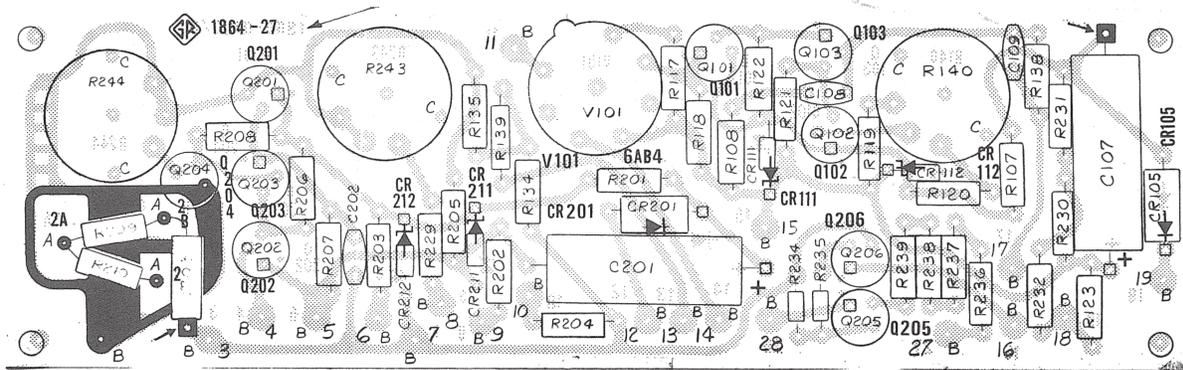 GR 1864-27
Q201
R244
C
C
Q201
R243
C
C
11
B
R135
R139
V101
V101
R117
Q101
Q101
R118
R122
R121
R108
Q103
Q103
C108
Q102
Q102
R119
R140
C
C
C109
R138
R231
C107
CR105
CR105
R208
Q204
Q204
Q203
Q203
R206
C202
CR 212
CR 211
R134
6AB4
R201
CR201
CR201
CR111
CR111
CR 112
CR112
R120
R107
2A
A
A
A
2B
R210
Q202
Q202
R207
R203
R229
R205
CR212
CR211
R202
C201
+
15
B
R234
R235
Q206
Q206
R239
R238
R237
R236
17
R230
+
19
B
B
B
R232
B
R123
B
B
3
B
4
5
6
B
7
B
8
B
9
10
R204
12
B
13
B
14
B
B
28
Q205
Q205
27
B
16
18
B